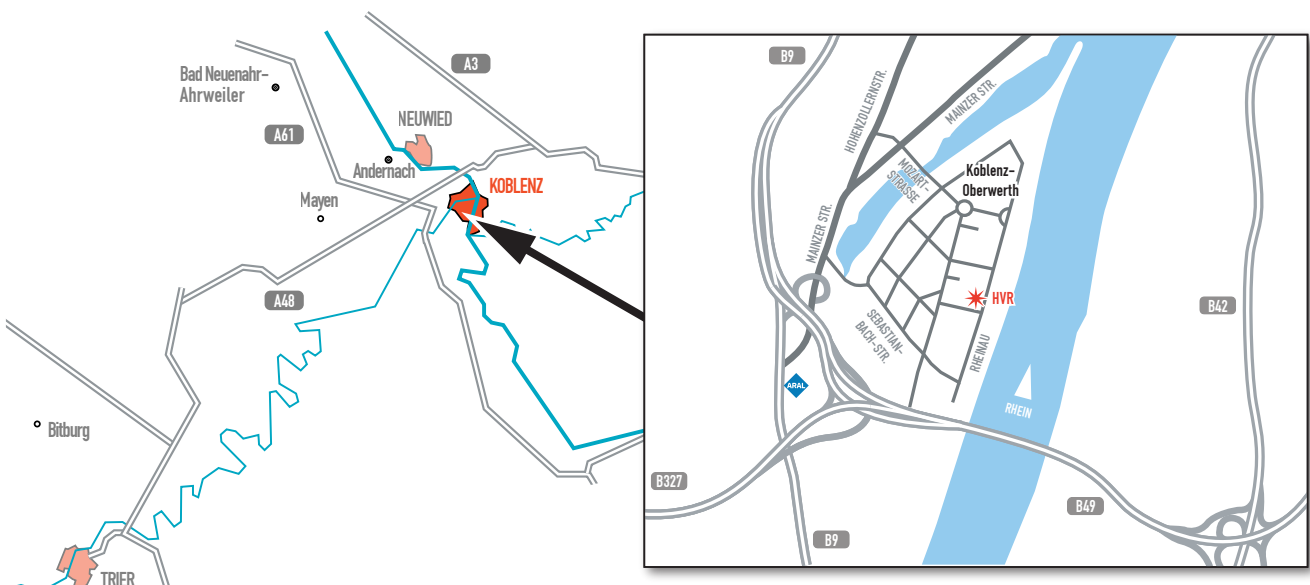 Bad Neuenahr-
Ahrweiler
A61
A3
NEUWIED
Andernach
Mayen
KOBLENZ
A48
Bitburg
TRIER
B9
HOHENZOLLERNSTR.
MAINZER STR.
MOZART-
STRASSE
Koblenz-
Oberwerth
MAINZER STR.
HVR
SEBASTIAN-
BACH-STR.
RHEINAU
B42
ARAL
RHEIN
B327
B49
B9